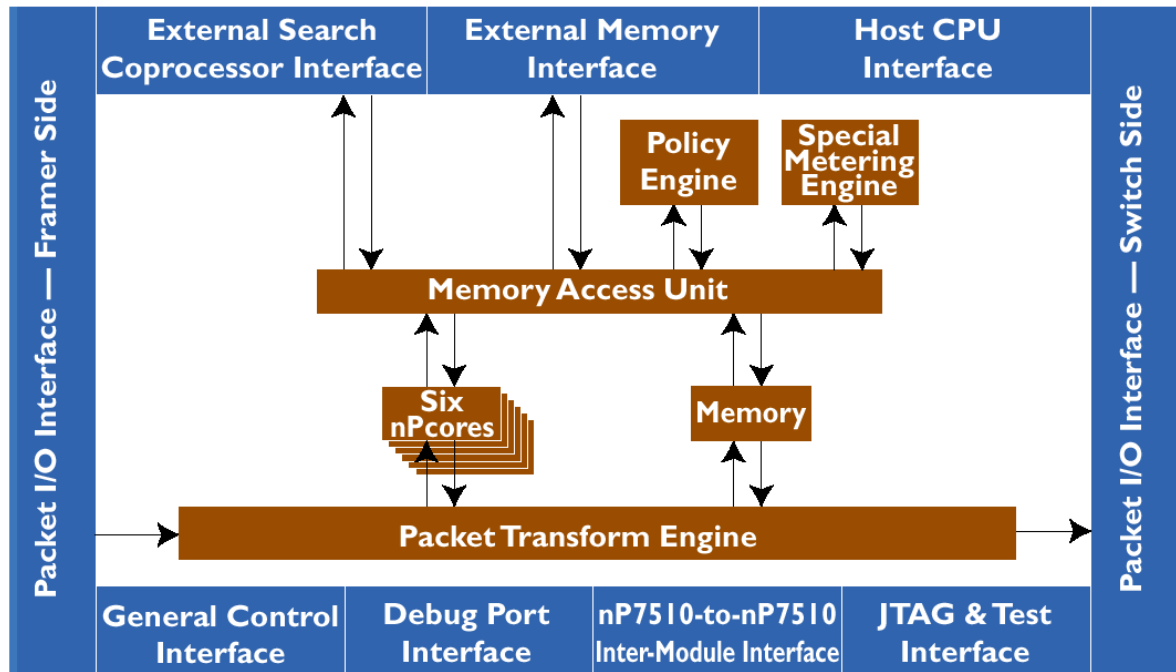 External Search
Coprocessor Interface
External Memory
Interface
Host CPU
Interface
Packet I/O Interface — Framer Side
Policy
Engine
Special
Metering
Engine
Packet I/O Interface — Switch Side
Memory Access Unit
Six
nPcores
Memory
Packet Transform Engine
General Control
Interface
Debug Port
Interface
nP7510-to-nP7510
Inter-Module Interface
JTAG & Test
Interface